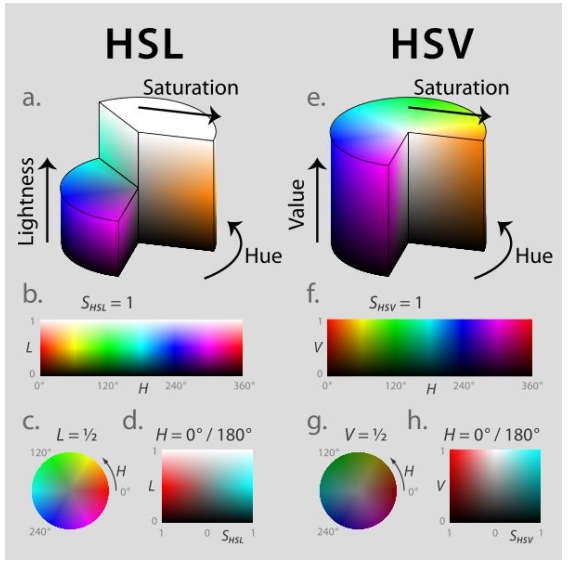 HSL
HSV
a.
Saturation
Lightness
Hue
e.
Saturation
Value
Hue
b.
S_HSL = 1
1
L
0
0°
120°
240°
360°
H
f.
S_HSV = 1
1
V
0
0°
120°
240°
360°
H
c.
L = ½
120°
H
0°
240°
d.
H = 0° / 180°
1
L
0
1
0
S_HSL
1
g.
V = ½
120°
H
0°
240°
h.
H = 0° / 180°
1
V
0
1
0
S_HSV
1